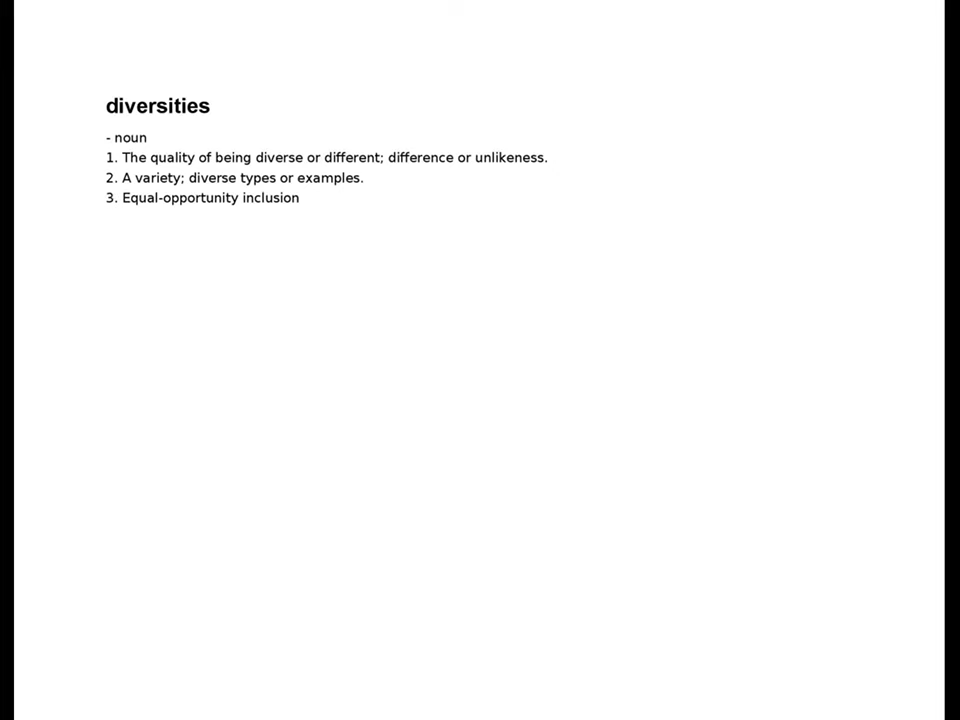 diversities
- noun
1. The quality of being diverse or different; difference or unlikeness.
2. A variety; diverse types or examples.
3. Equal-opportunity inclusion